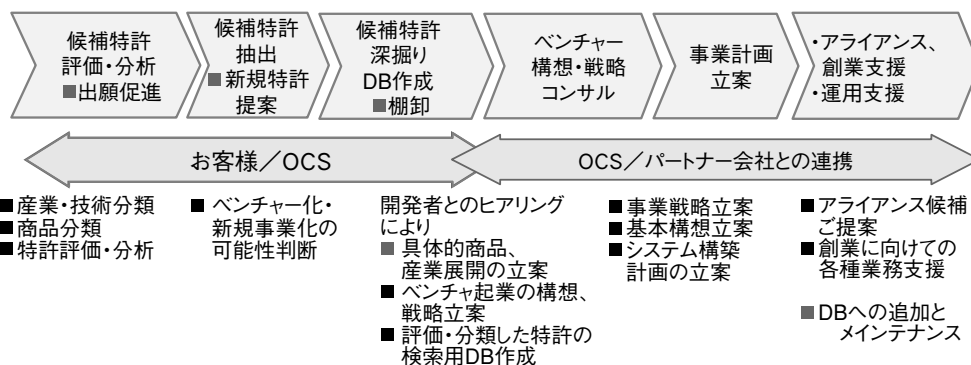 候補特許
評価・分析
■出願促進
候補特許
抽出
■新規特許
提案
候補特許
深掘り
DB作成
■棚卸
ベンチャー
構想・戦略
コンサル
事業計画
立案
・アライアンス、
創業支援
・運用支援
お客様／OCS
OCS／パートナー会社との連携
■産業・技術分類
■商品分類
■特許評価・分析
■ベンチャー化・
新規事業化の
可能性判断
開発者とのヒアリング
により
■具体的商品、
産業展開の立案
■ベンチャ起業の構想、
戦略立案
■評価・分類した特許の
検索用DB作成
■事業戦略立案
■基本構想立案
■システム構築
計画の立案
■アライアンス候補
ご提案
■創業に向けての
各種業務支援
■DBへの追加と
メインテナンス